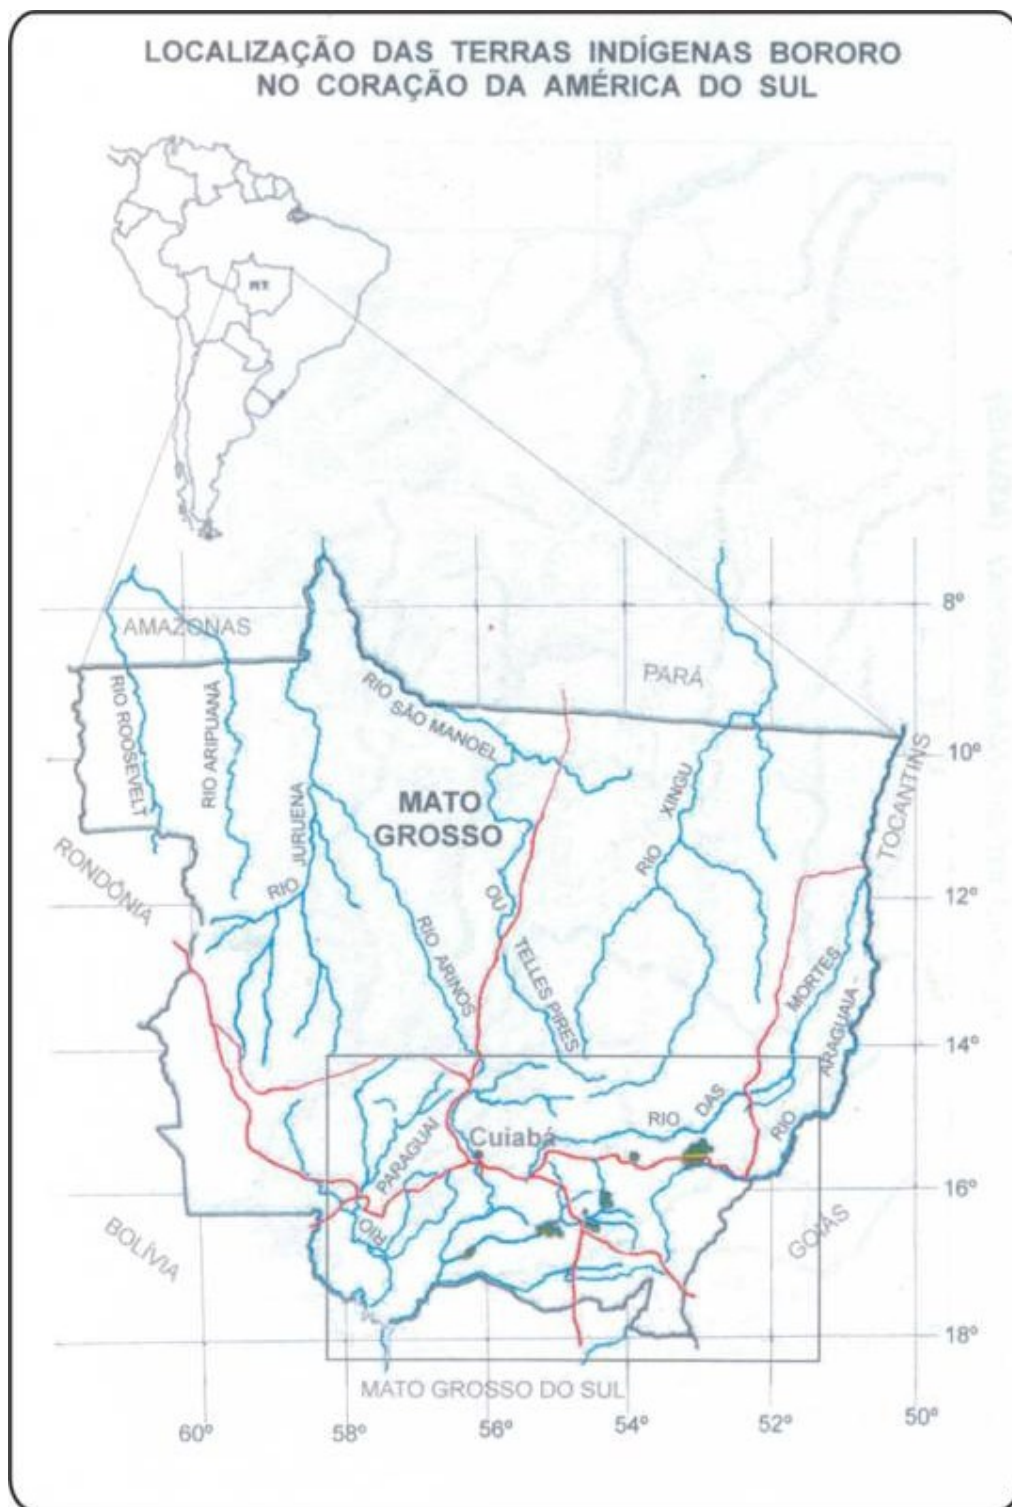 LOCALIZAÇÃO DAS TERRAS INDÍGENAS BORORO
NO CORAÇÃO DA AMÉRICA DO SUL
MT
8º
AMAZONAS
PARÁ
RIO ROOSEVELT
RIO ARIPUANÃ
RIO SÃO MANOEL
10º
TOCANTINS
MATO
GROSSO
RIO JURUENA
RIO XINGU
RONDÔNIA
OU
12º
RIO ARINOS
TELLES PIRES
MORTES
ARAGUAIA -
14º
RIO DAS
RIO
Cuiabá
PARAGUAI
RIO
16º
BOLÍVIA
GOIÁS
18º
MATO GROSSO DO SUL
60º
58º
56º
54º
52º
50º